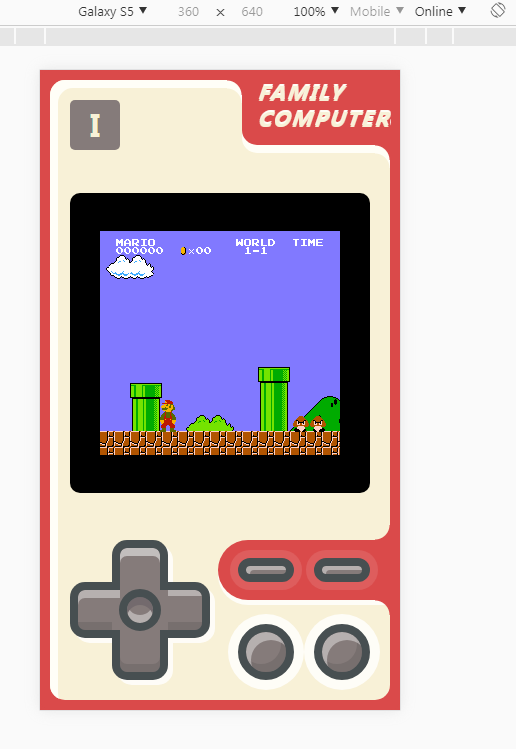 Galaxy S5 360 × 640 100% Mobile Online
FAMILY
COMPUTER
I
MARIO WORLD TIME
000000 ×00 1-1